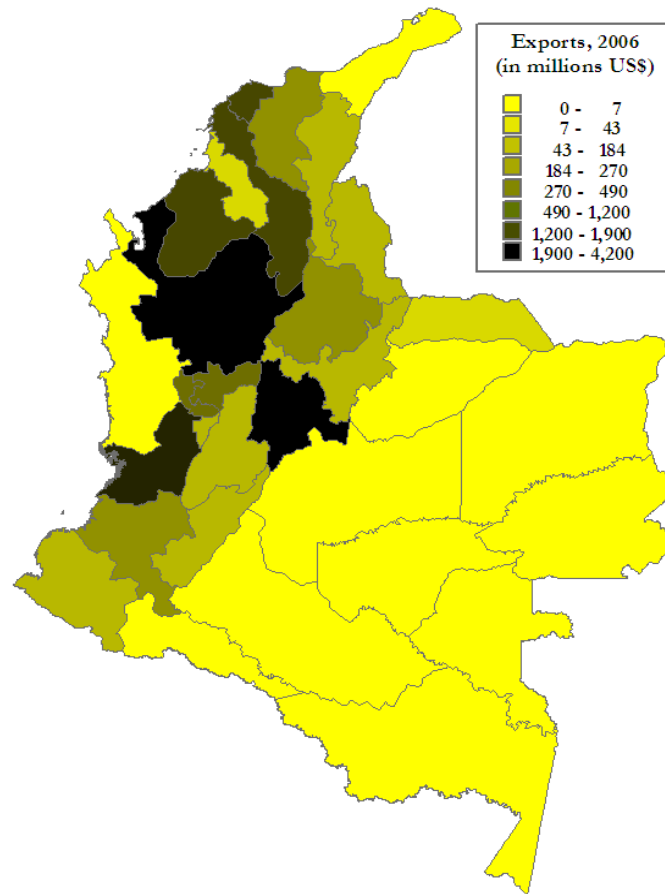 Exports, 2006
(in millions US$)
0 - 7
7 - 43
43 - 184
184 - 270
270 - 490
490 - 1,200
1,200 - 1,900
1,900 - 4,200